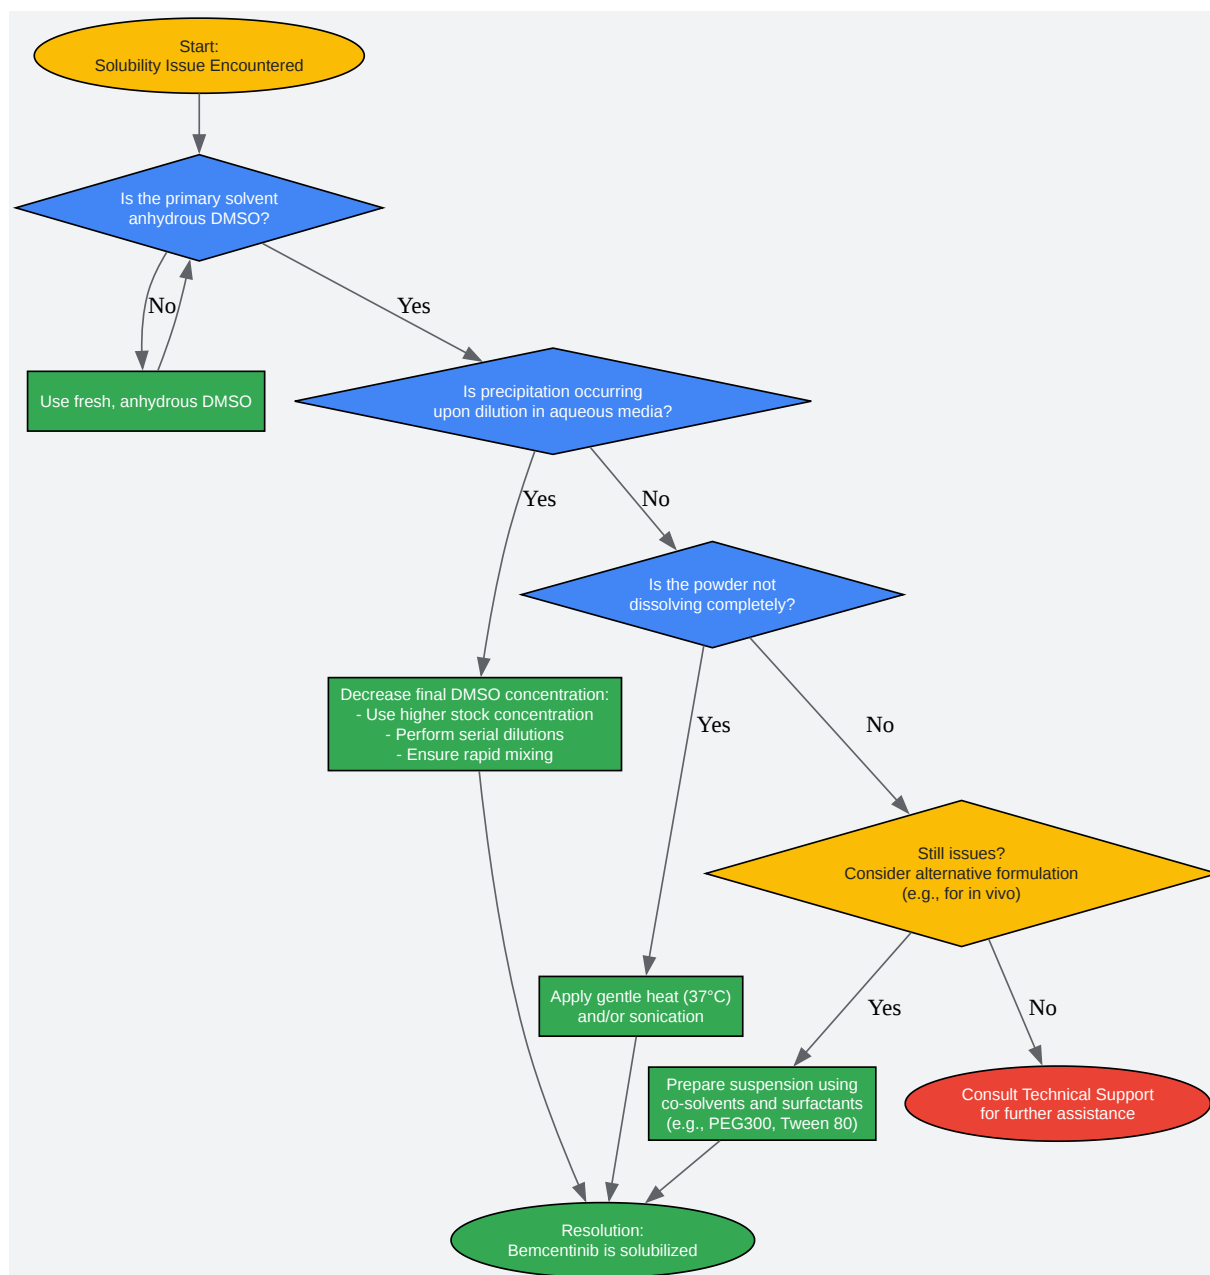 Start:
Solubility Issue Encountered
Is the primary solvent
anhydrous DMSO?
No
Yes
Use fresh, anhydrous DMSO
Is precipitation occurring
upon dilution in aqueous media?
Yes
No
Is the powder not
dissolving completely?
Decrease final DMSO concentration:
- Use higher stock concentration
- Perform serial dilutions
- Ensure rapid mixing
Yes
No
Still issues?
Consider alternative formulation
(e.g., for in vivo)
Apply gentle heat (37°C)
and/or sonication
Yes
No
Prepare suspension using
co-solvents and surfactants
(e.g., PEG300, Tween 80)
Consult Technical Support
for further assistance
Resolution:
Bemcentinib is solubilized